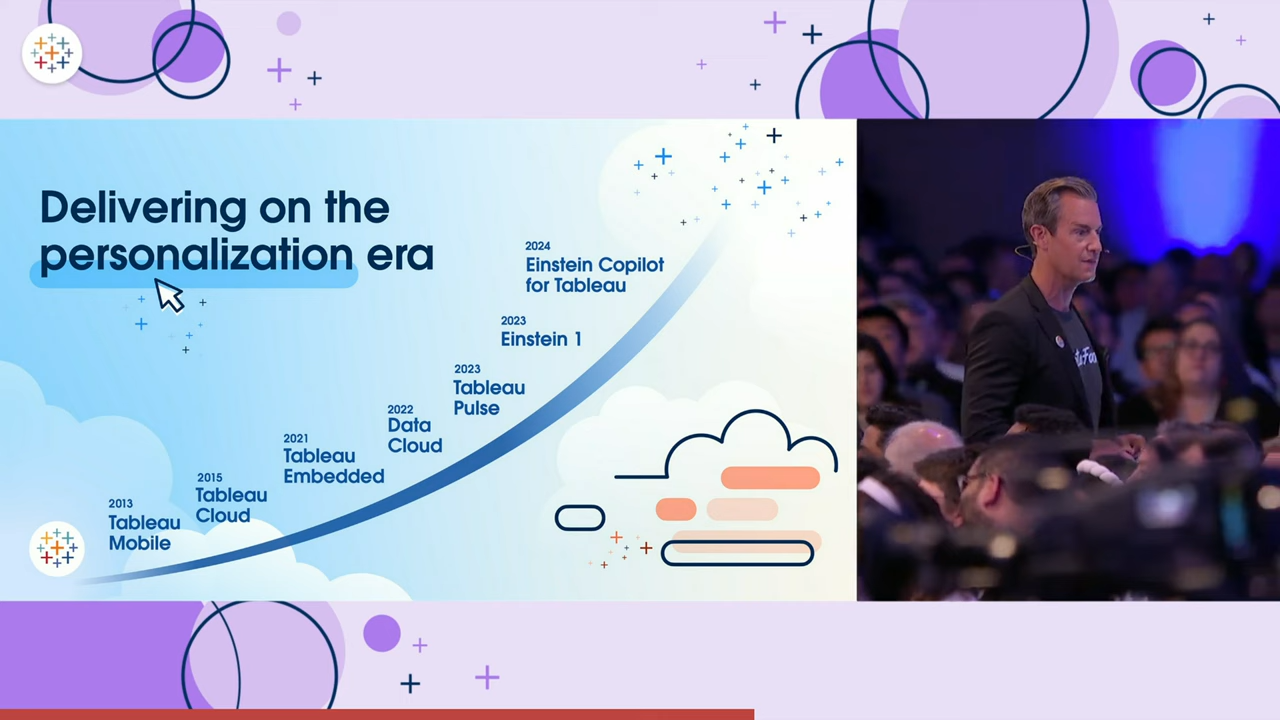 Delivering on the
personalization era
2024
Einstein Copilot
for Tableau
2023
Einstein 1
2023
Tableau
Pulse
2022
Data
Cloud
2021
Tableau
Embedded
2015
Tableau
Cloud
2013
Tableau
Mobile